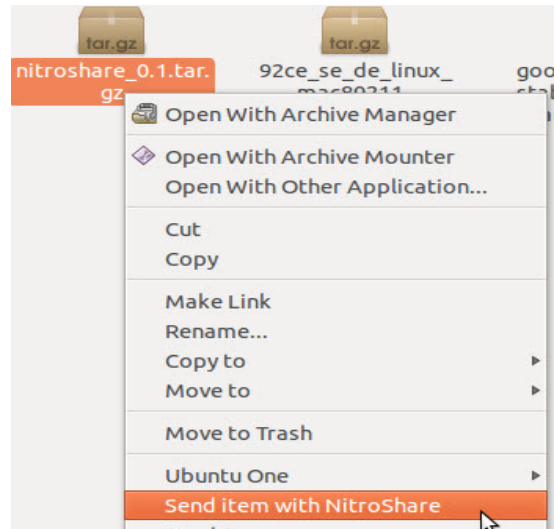 tar.gz
tar.gz
nitroshare_0.1.tar.
gz
92ce_se_de_linux_
goo
Open With Archive Manager
Open With Archive Mounter
Open With Other Application...
Cut
Copy
Make Link
Rename...
Copy to
Move to
Move to Trash
Ubuntu One
Send item with NitroShare